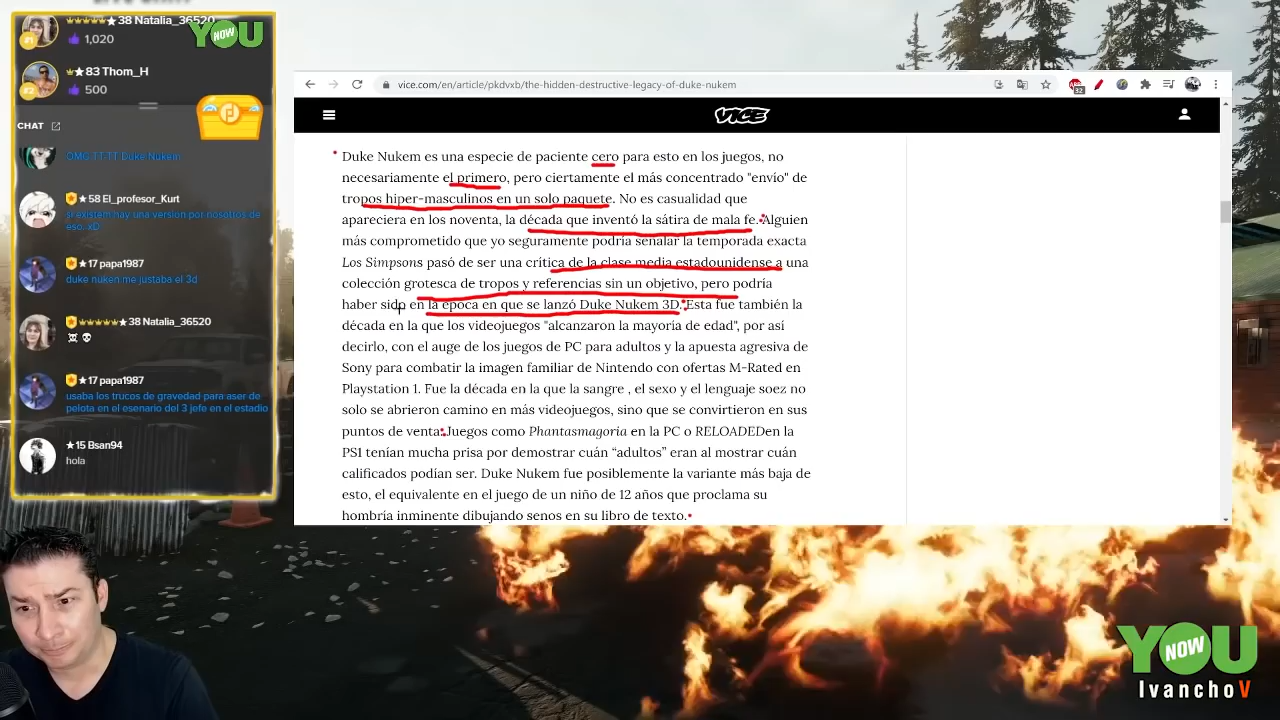 38 Natalia_36520
#1
1,020
YOU
NOW
83 Thom_H
#2
500
CHAT
OMG TT TT Duke Nukem
58 El_profesor_Kurt
si existem hay una version por nosotros de
eso. xD
17 papa1987
duke nukem me justaba el 3d
38 Natalia_36520
17 papa1987
usaba los trucos de gravedad para aser de
pelota en el esenario del 3 jefe en el estadio
15 Bsan94
hola
vice.com/en/article/pkdvxb/the-hidden-destructive-legacy-of-duke-nukem
32
VICE
Duke Nukem es una especie de paciente cero para esto en los juegos, no
necesariamente el primero, pero ciertamente el más concentrado "envío" de
tropos hiper-masculinos en un solo paquete. No es casualidad que
apareciera en los noventa, la década que inventó la sátira de mala fe. Alguien
más comprometido que yo seguramente podría señalar la temporada exacta
Los Simpsons pasó de ser una crítica de la clase media estadounidense a una
colección grotesca de tropos y referencias sin un objetivo, pero podría
haber sido en la época en que se lanzó Duke Nukem 3D. Esta fue también la
década en la que los videojuegos "alcanzaron la mayoría de edad", por así
decirlo, con el auge de los juegos de PC para adultos y la apuesta agresiva de
Sony para combatir la imagen familiar de Nintendo con ofertas M-Rated en
Playstation 1. Fue la década en la que la sangre , el sexo y el lenguaje soez no
solo se abrieron camino en más videojuegos, sino que se convirtieron en sus
puntos de venta. Juegos como Phantasmagoria en la PC o RELOADEDen la
PS1 tenían mucha prisa por demostrar cuán “adultos” eran al mostrar cuán
calificados podían ser. Duke Nukem fue posiblemente la variante más baja de
esto, el equivalente en el juego de un niño de 12 años que proclama su
hombría inminente dibujando senos en su libro de texto.
YOU
NOW
IvanchoV